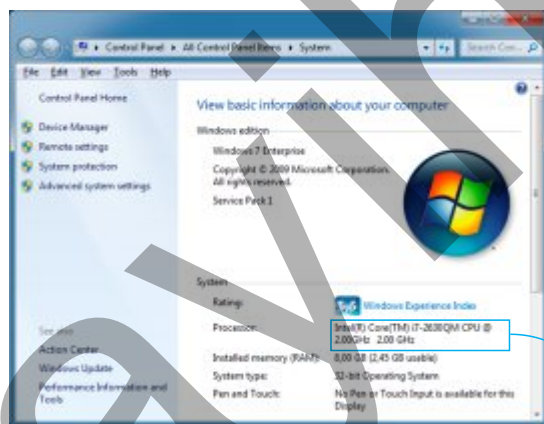 Control Panel ▸ All Control Panel Items ▸ System
Search Con...
File Edit View Tools Help
Control Panel Home
Device Manager
Remote settings
System protection
Advanced system settings
See also
Action Center
Windows Update
Performance Information and
Tools
View basic information about your computer
Windows edition
Windows 7 Enterprise
Copyright © 2009 Microsoft Corporation.
All rights reserved.
Service Pack 1
System
Rating:
5,6 Windows Experience Index
Processor:
Intel(R) Core(TM) i7-2630QM CPU @
2.00GHz 2.00 GHz
Installed memory (RAM):
8,00 GB (2,45 GB usable)
System type:
32-bit Operating System
Pen and Touch:
No Pen or Touch Input is available for this
Display